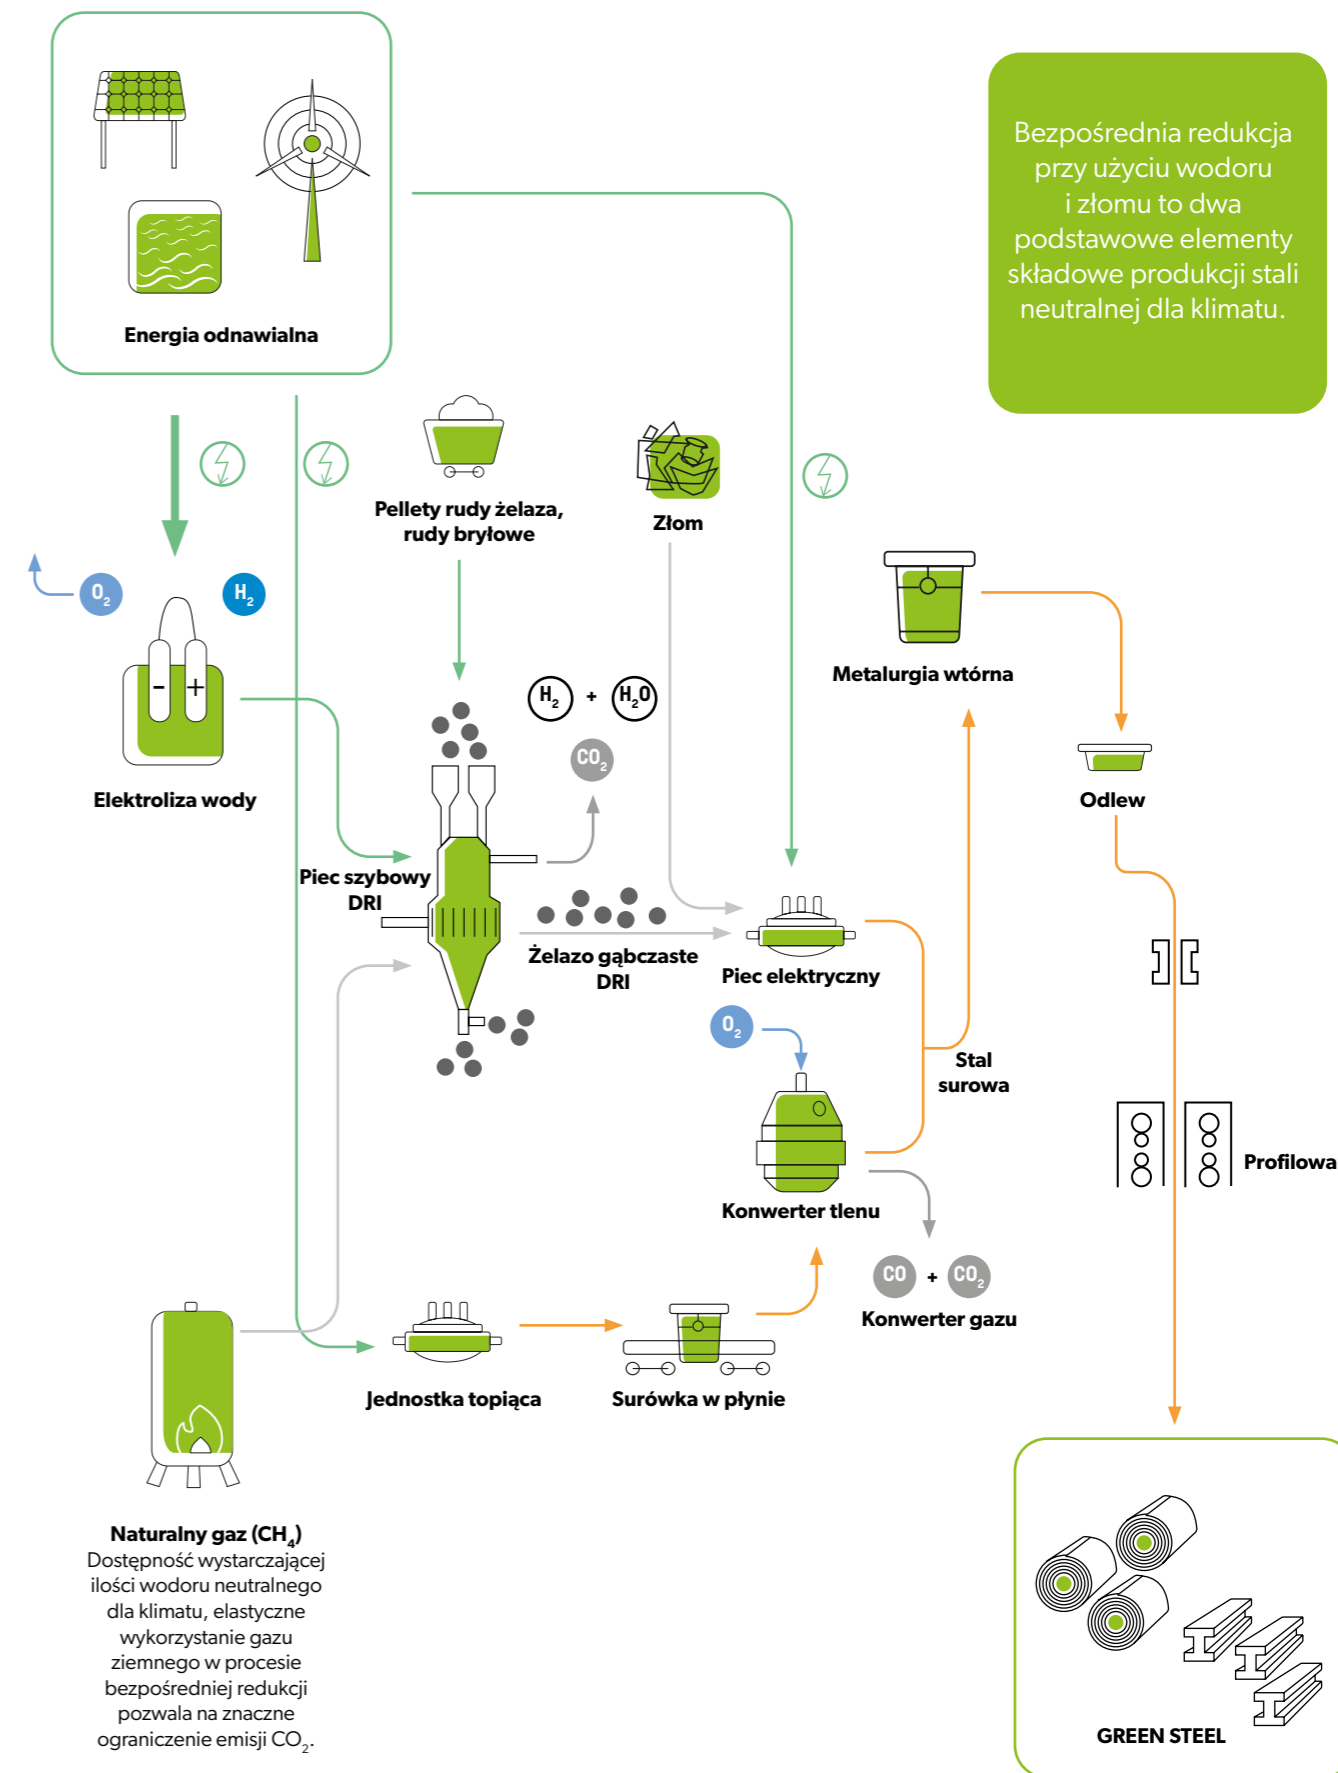 Bezpośrednia redukcja
przy użyciu wodoru
i złomu to dwa
podstawowe elementy
składowe produkcji stali
neutralnej dla klimatu.
Energia odnawialna
Pellety rudy żelaza,
rudy bryłowe
Złom
O₂
H₂
- +
Elektroliza wody
H₂ + H₂O
CO₂
Metalurgia wtórna
Odlew
Piec szybowy
DRI
Żelazo gąbczaste
DRI
Piec elektryczny
O₂
Stal
surowa
Konwerter tlenu
Profilowa
CO + CO₂
Konwerter gazu
Jednostka topiąca
Surówka w płynie
Naturalny gaz (CH₄)
Dostępność wystarczającej
ilości wodoru neutralnego
dla klimatu, elastyczne
wykorzystanie gazu
ziemnego w procesie
bezpośredniej redukcji
pozwala na znaczne
ograniczenie emisji CO₂.
GREEN STEEL